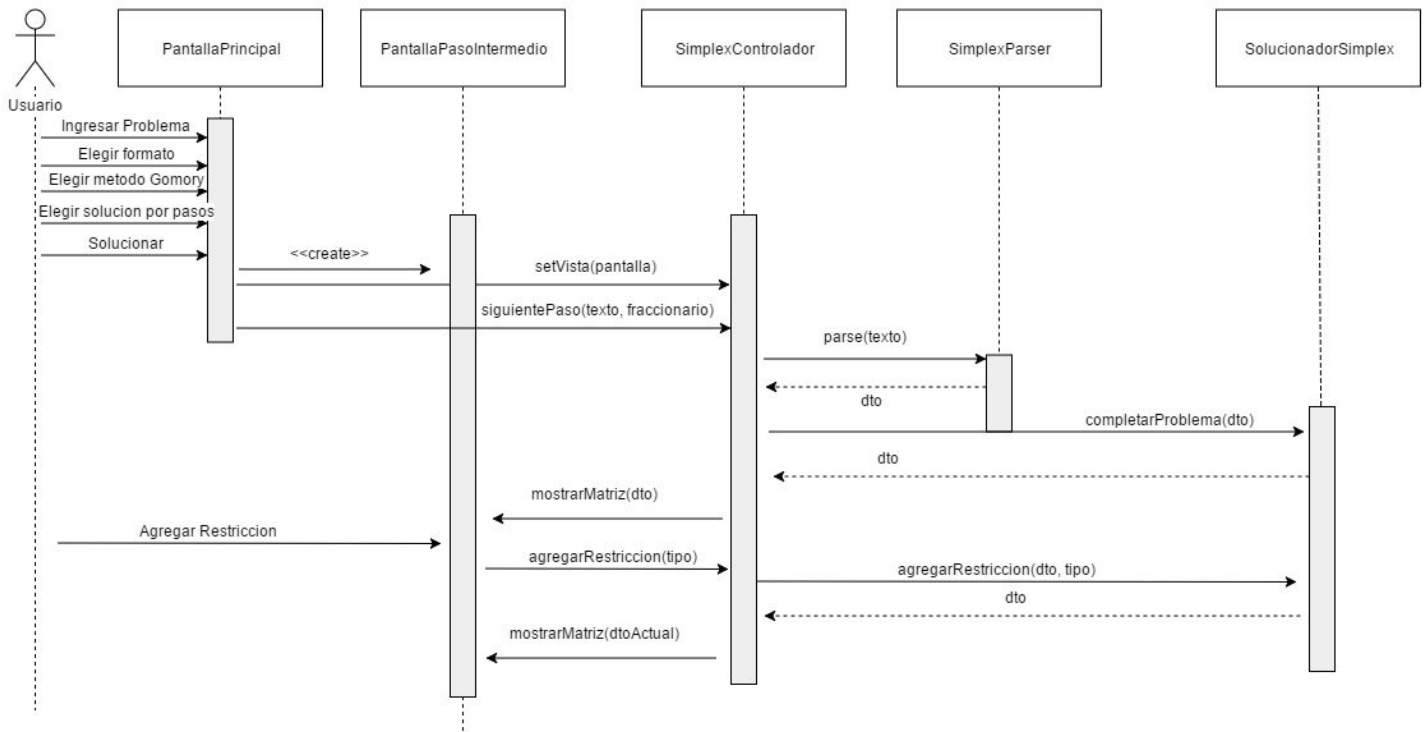 PantallaPrincipal
PantallaPasoIntermedio
SimplexControlador
SimplexParser
SolucionadorSimplex
Usuario
Ingresar Problema
Elegir formato
Elegir metodo Gomory
Elegir solucion por pasos
Solucionar
<<create>>
setVista(pantalla)
siguientePaso(texto, fraccionario)
parse(texto)
dto
completarProblema(dto)
dto
mostrarMatriz(dto)
Agregar Restriccion
agregarRestriccion(tipo)
agregarRestriccion(dto, tipo)
dto
mostrarMatriz(dtoActual)